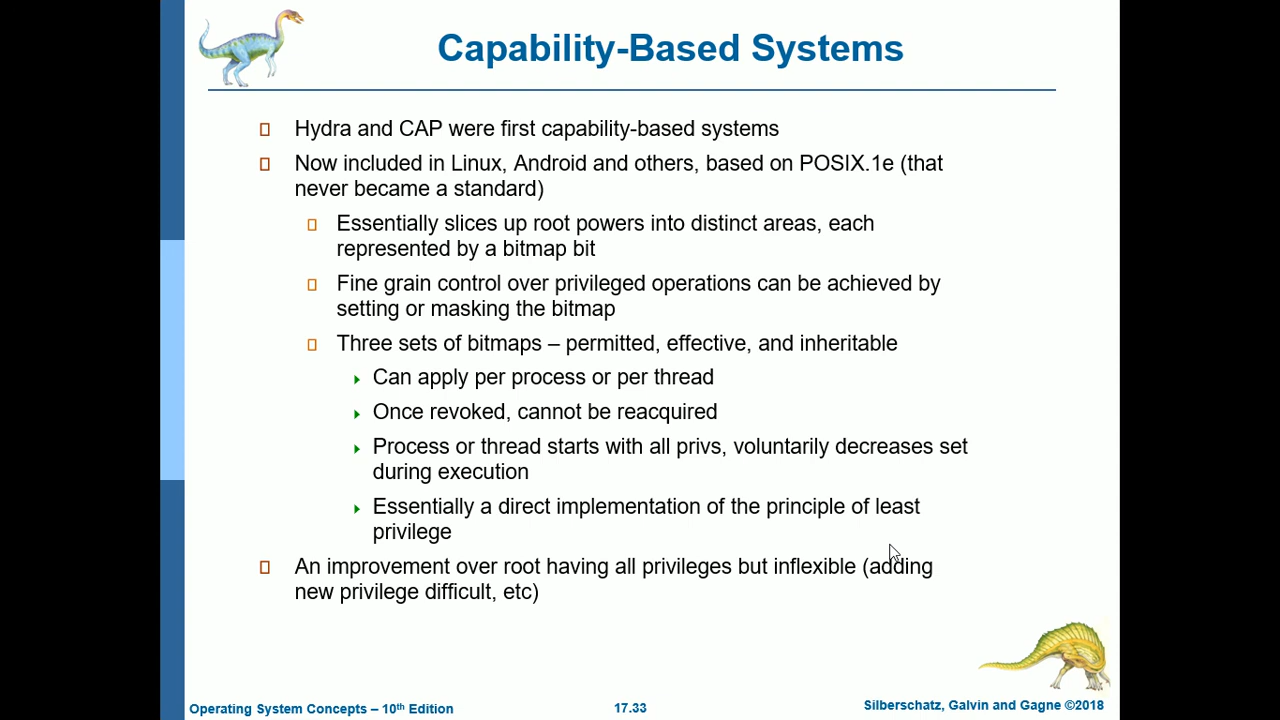 Capability-Based Systems
Hydra and CAP were first capability-based systems
Now included in Linux, Android and others, based on POSIX.1e (that
never became a standard)
Essentially slices up root powers into distinct areas, each
represented by a bitmap bit
Fine grain control over privileged operations can be achieved by
setting or masking the bitmap
Three sets of bitmaps – permitted, effective, and inheritable
Can apply per process or per thread
Once revoked, cannot be reacquired
Process or thread starts with all privs, voluntarily decreases set
during execution
Essentially a direct implementation of the principle of least
privilege
An improvement over root having all privileges but inflexible (adding
new privilege difficult, etc)
Operating System Concepts – 10th Edition
17.33
Silberschatz, Galvin and Gagne ©2018